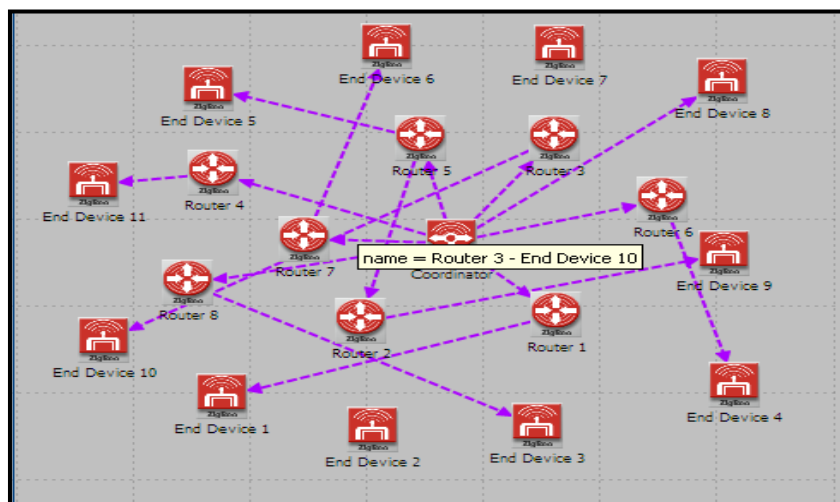 End Device 6
End Device 7
End Device 8
End Device 5
Router 5
Router 3
End Device 11
Router 4
Router 6
Router 7
name = Router 3 - End Device 10
Coordinator
End Device 9
Router 8
Router 2
Router 1
End Device 10
End Device 1
End Device 2
End Device 3
End Device 4